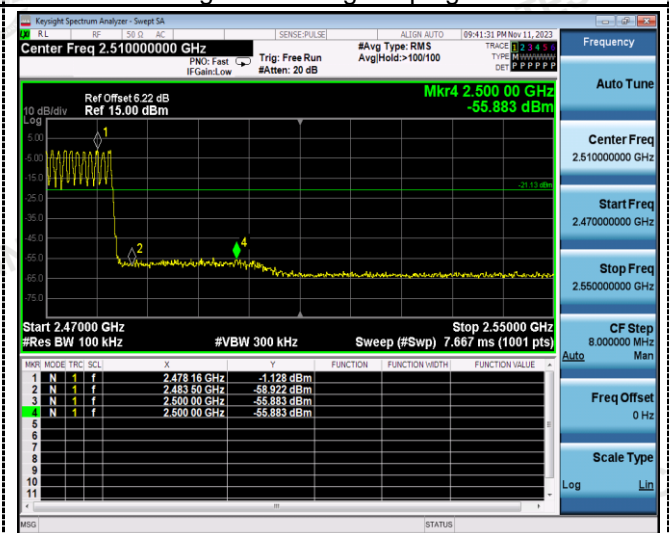 Keysight Spectrum Analyzer - Swept SA
RL RF 50 Ω AC SENSE:PULSE ALIGN AUTO 09:41:31 PM Nov 11, 2023
Center Freq 2.510000000 GHz
PNO: Fast
IFGain:Low
Trig: Free Run
#Atten: 20 dB
#Avg Type: RMS
Avg|Hold:>100/100
TRACE 1 2 3 4 5 6
TYPE M
DET P P P P P P
Frequency
Auto Tune
Center Freq
2.510000000 GHz
Start Freq
2.470000000 GHz
Stop Freq
2.550000000 GHz
CF Step
8.000000 MHz
Auto Man
Freq Offset
0 Hz
Scale Type
Log Lin
Mkr4 2.500 00 GHz
-55.883 dBm
Ref Offset 6.22 dB
10 dB/div Ref 15.00 dBm
Log
5.00
-5.00
-15.0
-25.0
-35.0
-45.0
-55.0
-65.0
-75.0
1
2
4
-21.13 dBm
Start 2.47000 GHz Stop 2.55000 GHz
#Res BW 100 kHz #VBW 300 kHz Sweep (#Swp) 7.667 ms (1001 pts)
MKR MODE TRC SCL X Y FUNCTION FUNCTION WIDTH FUNCTION VALUE
1 N 1 f 2.478 16 GHz -1.128 dBm
2 N 1 f 2.483 50 GHz -58.922 dBm
3 N 1 f 2.500 00 GHz -55.883 dBm
4 N 1 f 2.500 00 GHz -55.883 dBm
5
6
7
8
9
10
11
MSG STATUS